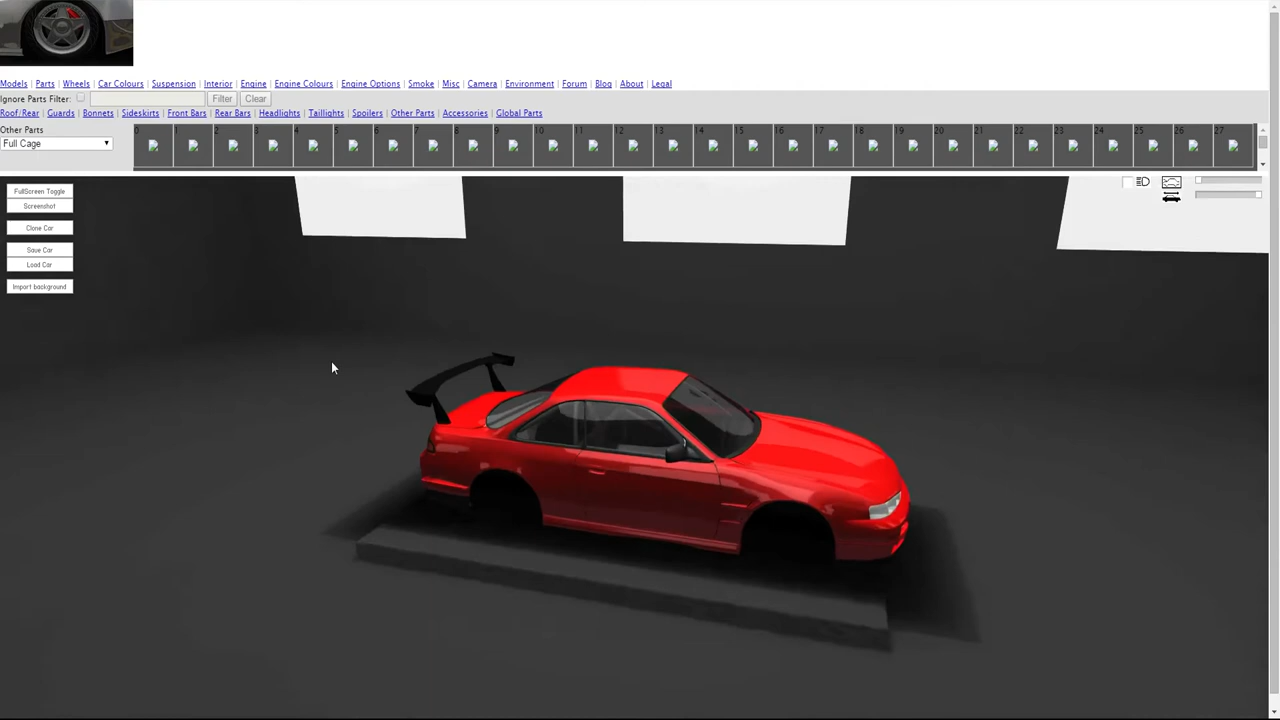 Models | Parts | Wheels | Car Colours | Suspension | Interior | Engine | Engine Colours | Engine Options | Smoke | Misc | Camera | Environment | Forum | Blog | About | Legal
Ignore Parts Filter: Filter Clear
Roof/Rear | Guards | Bonnets | Sideskirts | Front Bars | Rear Bars | Headlights | Taillights | Spoilers | Other Parts | Accessories | Global Parts
Other Parts
0 1 2 3 4 5 6 7 8 9 10 11 12 13 14 15 16 17 18 19 20 21 22 23 24 25 26 27
Full Cage
FullScreen Toggle
Screenshot
Clone Car
Save Car
Load Car
Import background